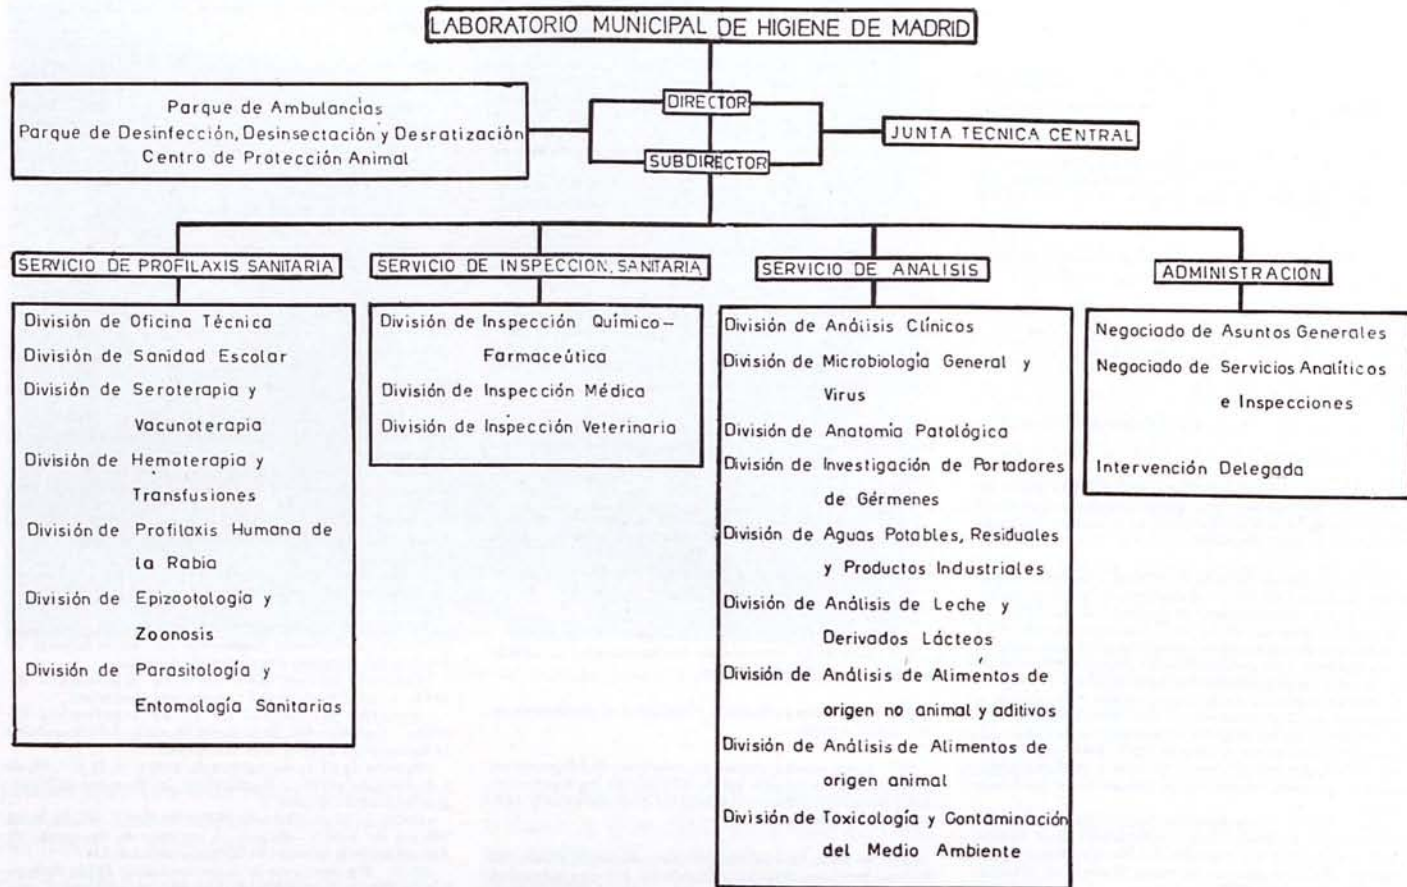 LABORATORIO MUNICIPAL DE HIGIENE DE MADRID
Parque de Ambulancias
Parque de Desinfección, Desinsectación y Desratización
Centro de Protección Animal
DIRECTOR
SUBDIRECTOR
JUNTA TECNICA CENTRAL
SERVICIO DE PROFILAXIS SANITARIA
División de Oficina Técnica
División de Sanidad Escolar
División de Seroterapia y
Vacunoterapia
División de Hemoterapia y
Transfusiones
División de Profilaxis Humana de
la Rabia
División de Epizootología y
Zoonosis
División de Parasitología y
Entomología Sanitarias
SERVICIO DE INSPECCION SANITARIA
División de Inspección Químico-
Farmaceútica
División de Inspección Médica
División de Inspección Veterinaria
SERVICIO DE ANALISIS
División de Análisis Clínicos
División de Microbiología General y
Virus
División de Anatomía Patológica
División de Investigación de Portadores
de Gérmenes
División de Aguas Potables, Residuales
y Productos Industriales
División de Análisis de Leche y
Derivados Lácteos
División de Análisis de Alimentos de
origen no animal y aditivos
División de Análisis de Alimentos de
origen animal
División de Toxicología y Contaminación
del Medio Ambiente
ADMINISTRACIÓN
Negociado de Asuntos Generales
Negociado de Servicios Analíticos
e Inspecciones
Intervención Delegada